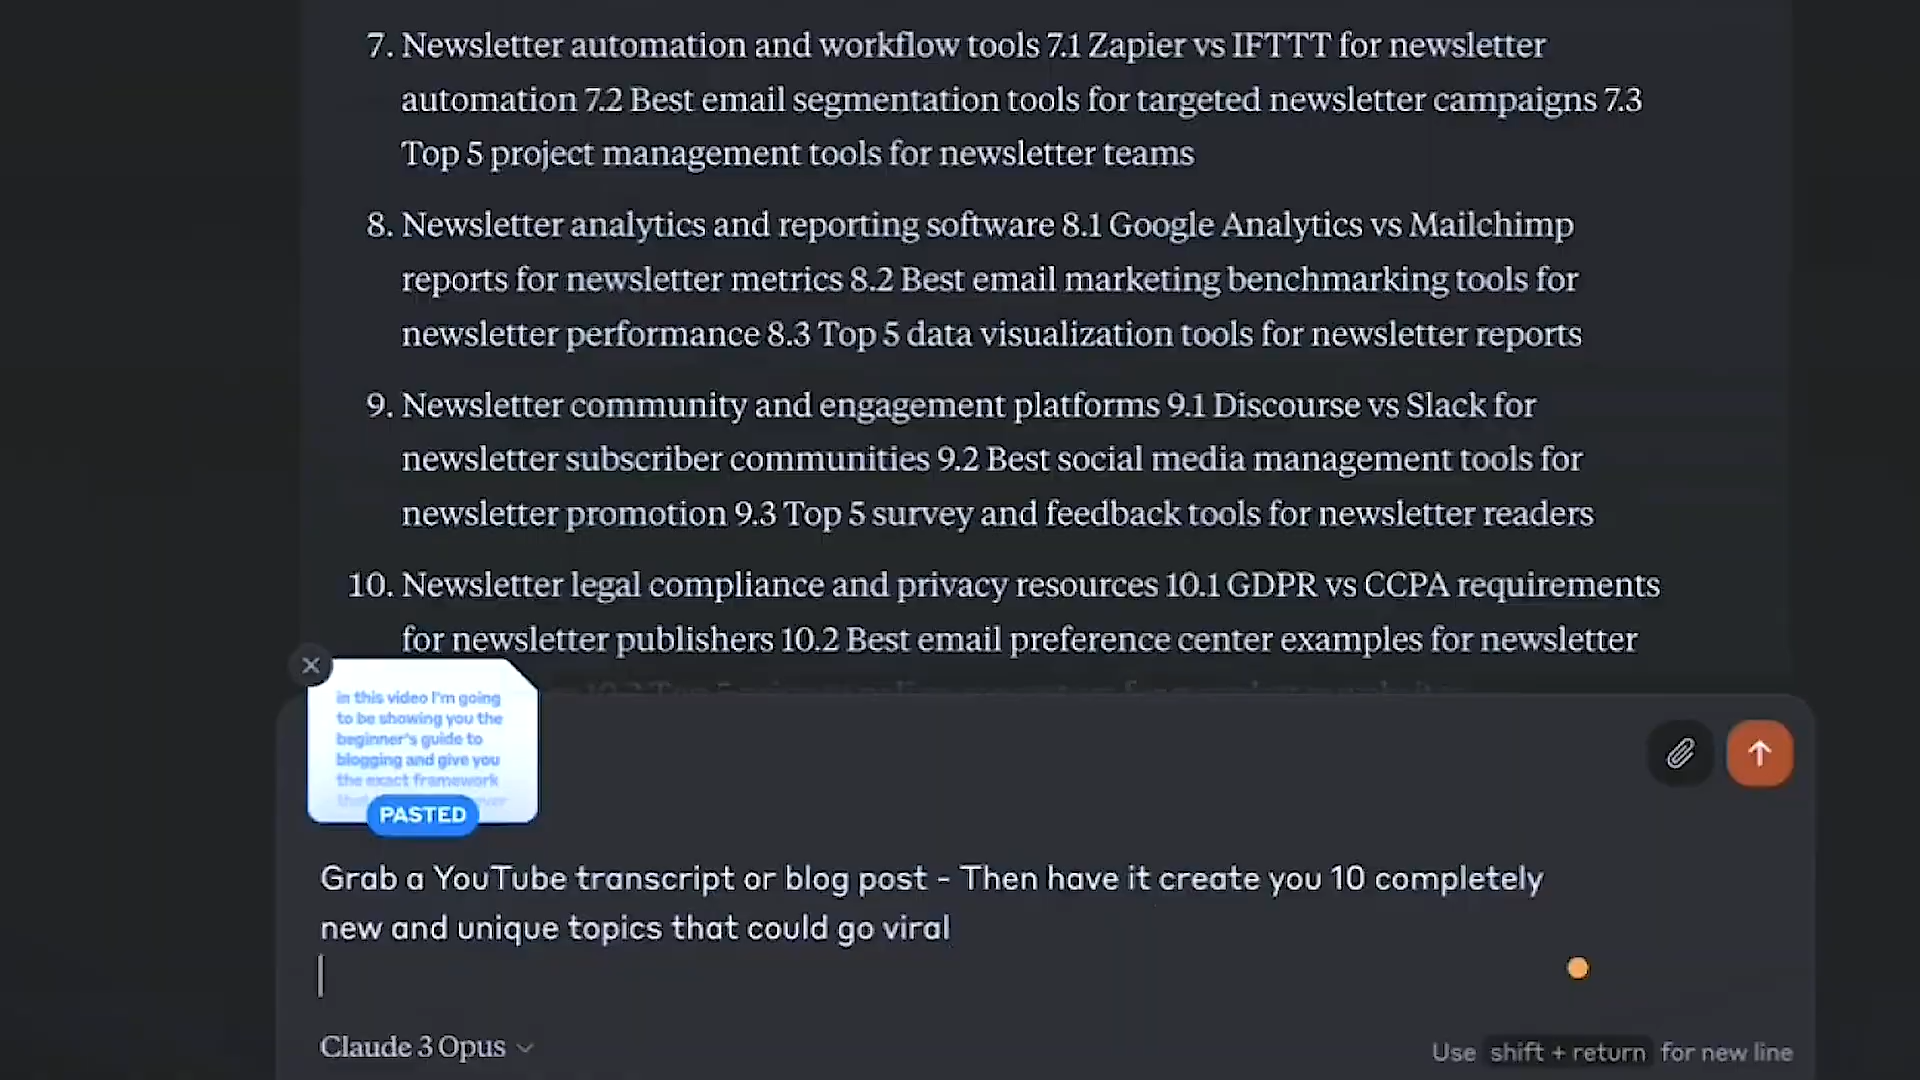 7. Newsletter automation and workflow tools 7.1 Zapier vs IFTTT for newsletter
automation 7.2 Best email segmentation tools for targeted newsletter campaigns 7.3
Top 5 project management tools for newsletter teams
8. Newsletter analytics and reporting software 8.1 Google Analytics vs Mailchimp
reports for newsletter metrics 8.2 Best email marketing benchmarking tools for
newsletter performance 8.3 Top 5 data visualization tools for newsletter reports
9. Newsletter community and engagement platforms 9.1 Discourse vs Slack for
newsletter subscriber communities 9.2 Best social media management tools for
newsletter promotion 9.3 Top 5 survey and feedback tools for newsletter readers
10. Newsletter legal compliance and privacy resources 10.1 GDPR vs CCPA requirements
for newsletter publishers 10.2 Best email preference center examples for newsletter
in this video I'm going
to be showing you the
beginner's guide to
blogging and give you
the exact framework
that
PASTED
Grab a YouTube transcript or blog post - Then have it create you 10 completely
new and unique topics that could go viral
Claude 3 Opus
Use shift + return for new line